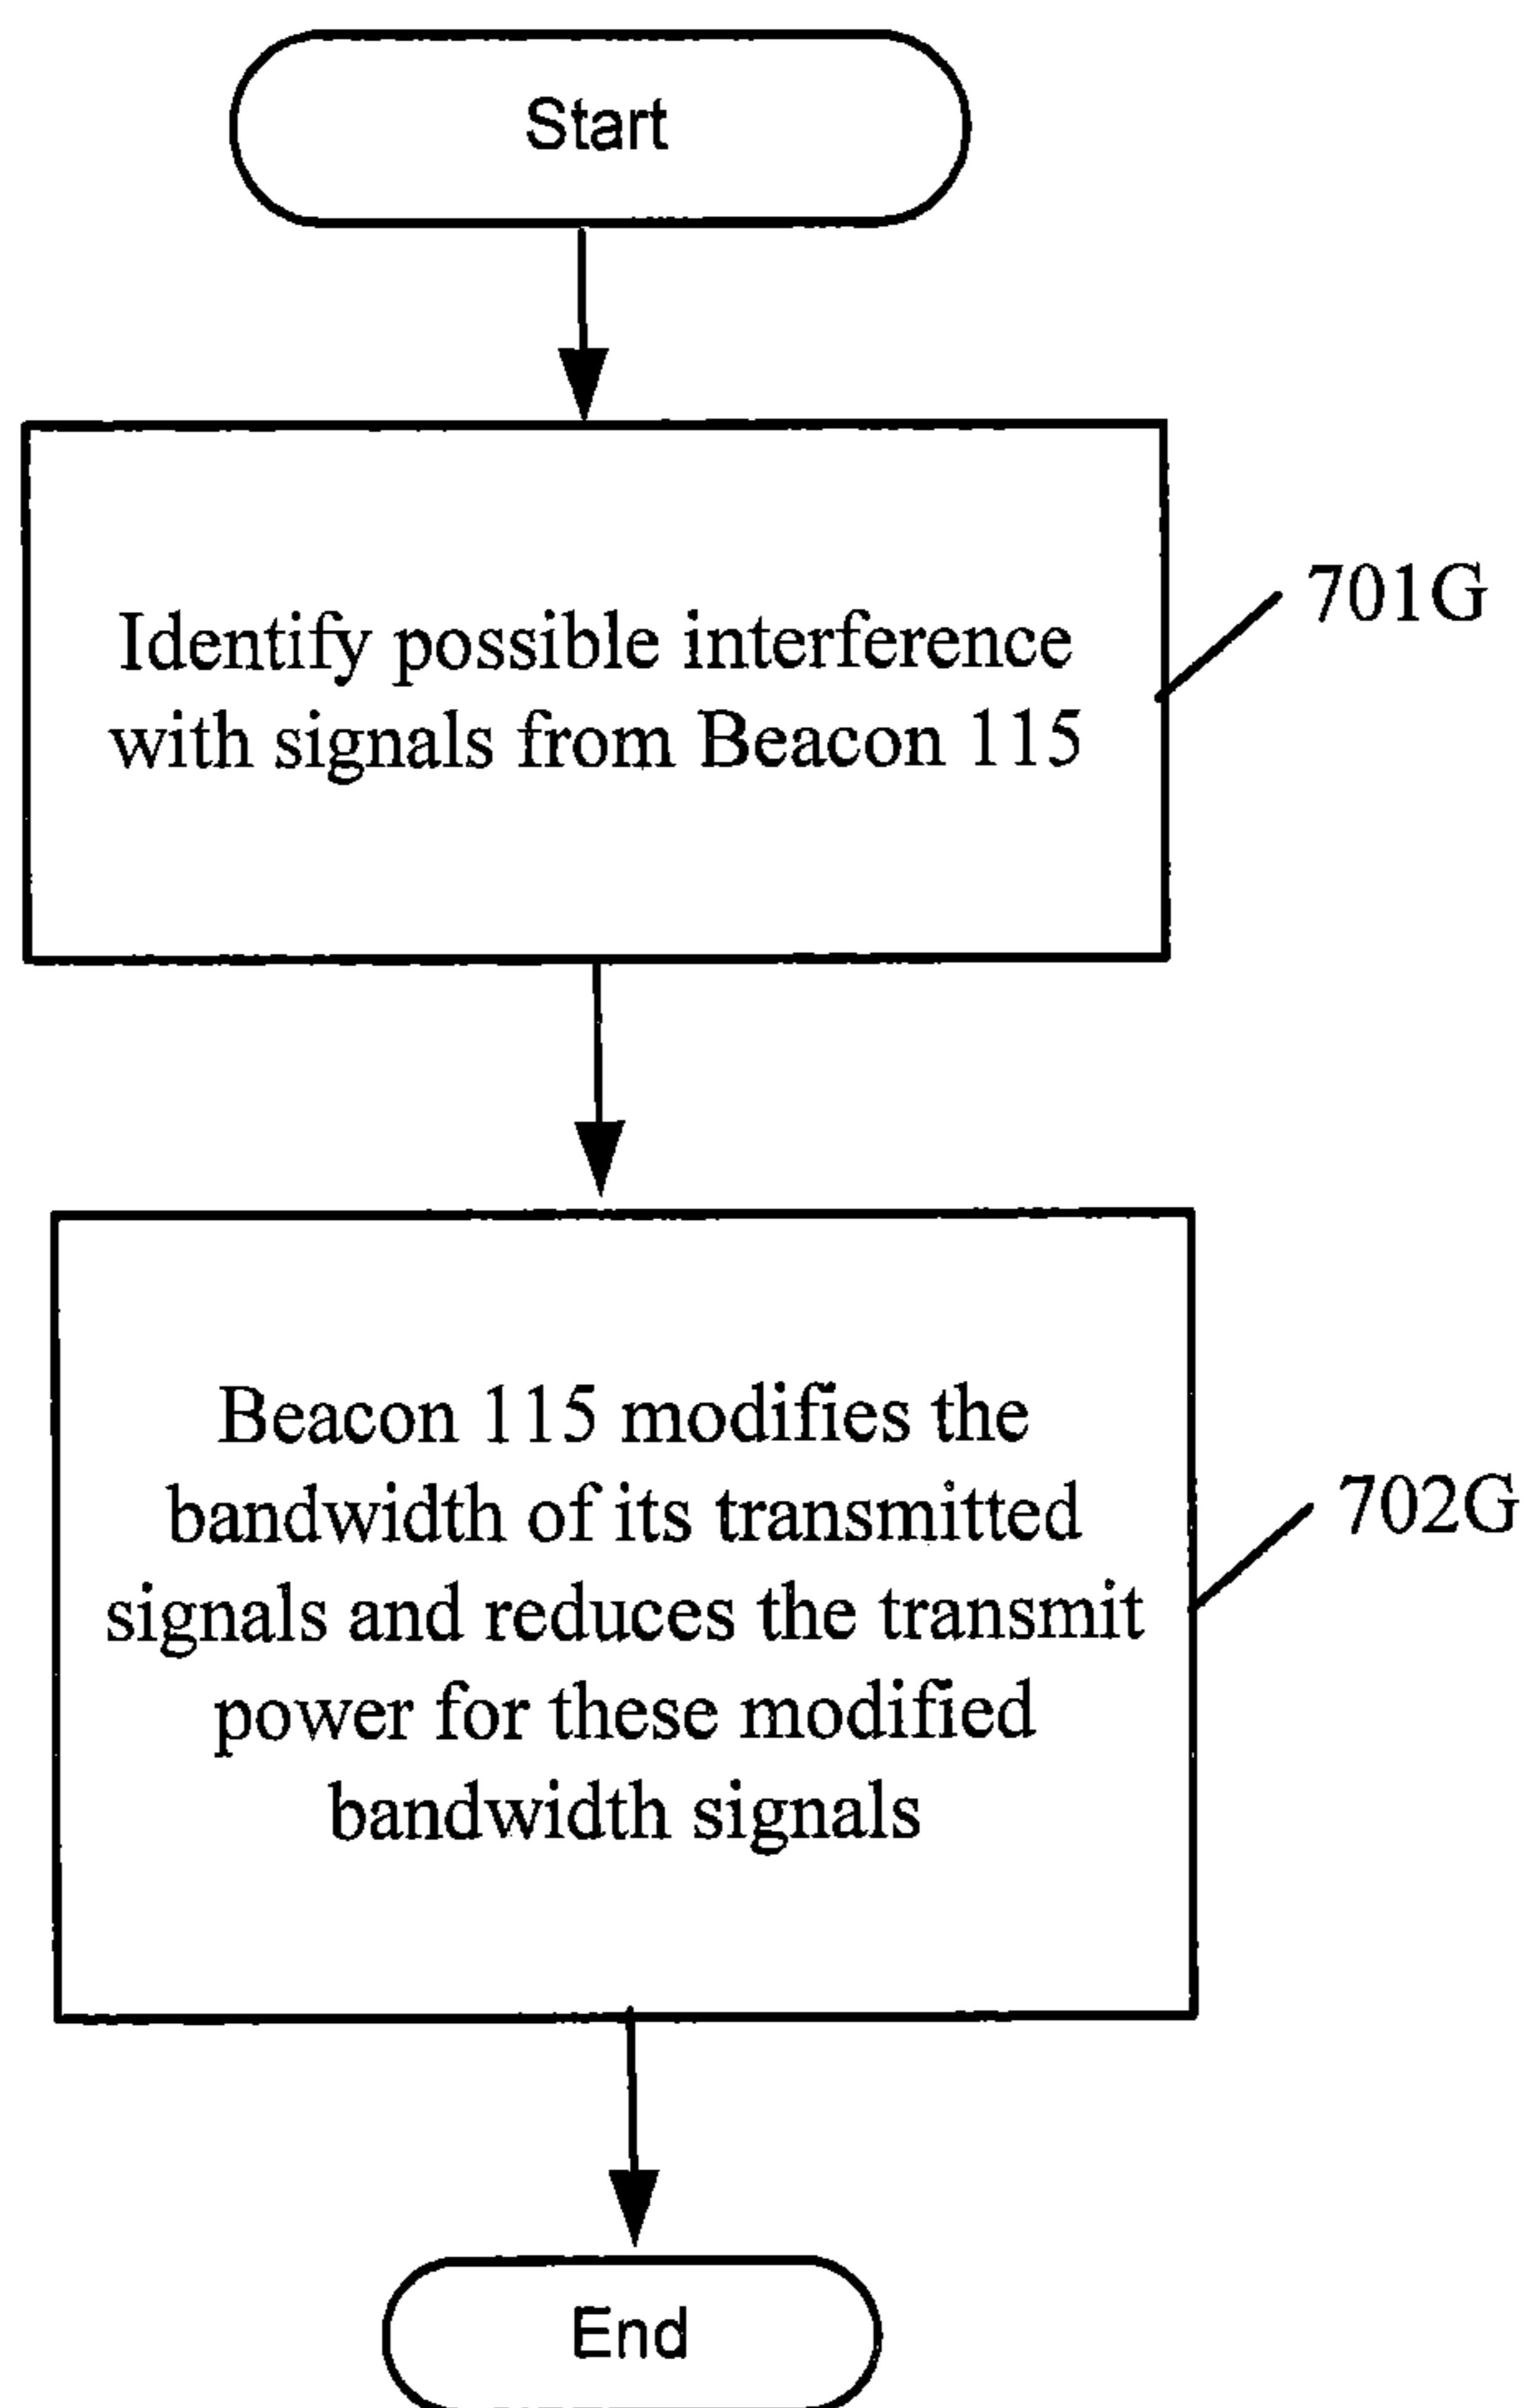 Start
Identify possible interference
with signals from Beacon 115
701G
Beacon 115 modifies the
bandwidth of its transmitted
signals and reduces the transmit
power for these modified
bandwidth signals
702G
End